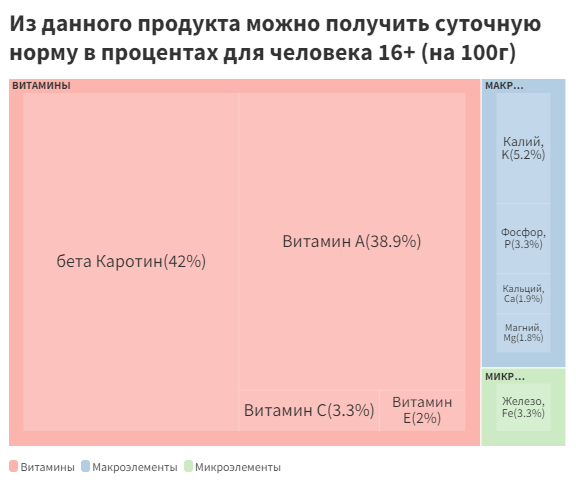 Из данного продукта можно получить суточную
норму в процентах для человека 16+ (на 100г)
ВИТАМИНЫ
бета Каротин(42%)
Витамин A(38.9%)
Витамин C(3.3%)
Витамин
E(2%)
МАКР...
Калий,
K(5.2%)
Фосфор,
P(3.3%)
Кальций,
Ca(1.9%)
Магний,
Mg(1.8%)
МИКР...
Железо,
Fe(3.3%)
Витамины Макроэлементы Микроэлементы